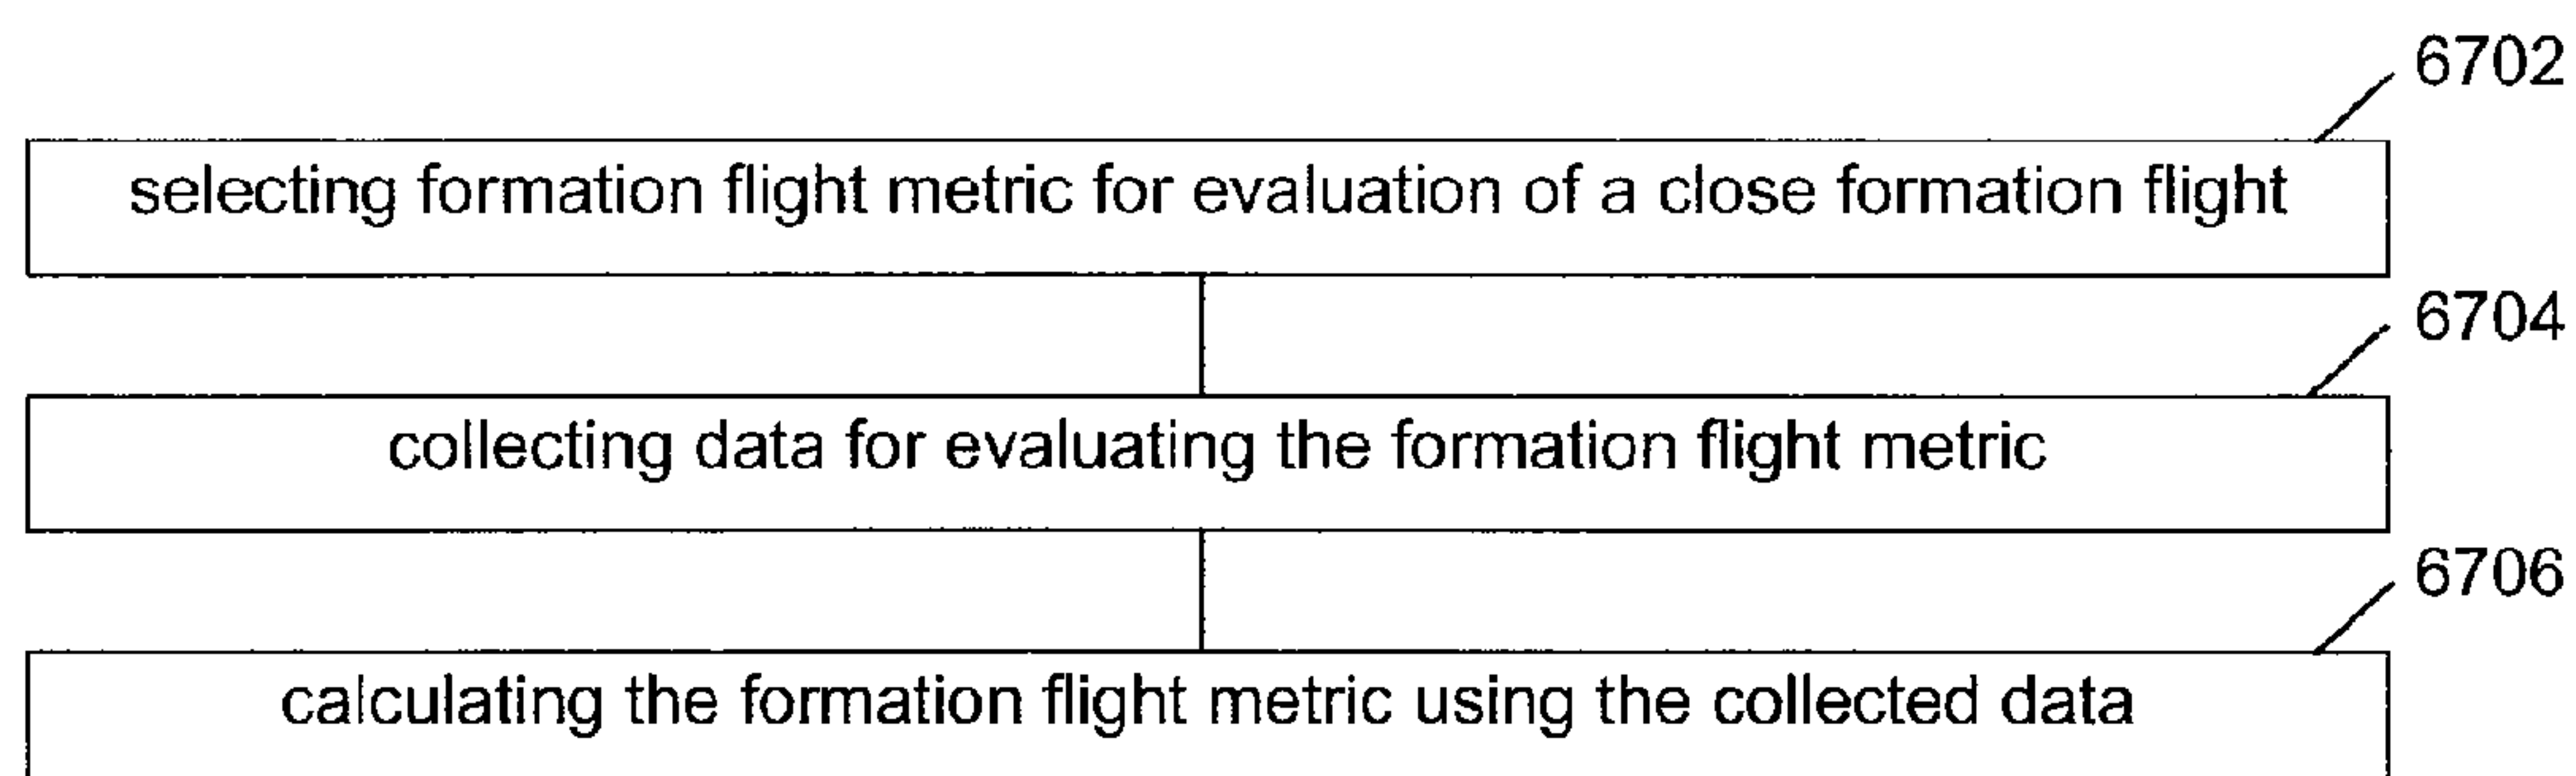 6702
selecting formation flight metric for evaluation of a close formation flight
6704
collecting data for evaluating the formation flight metric
6706
calculating the formation flight metric using the collected data